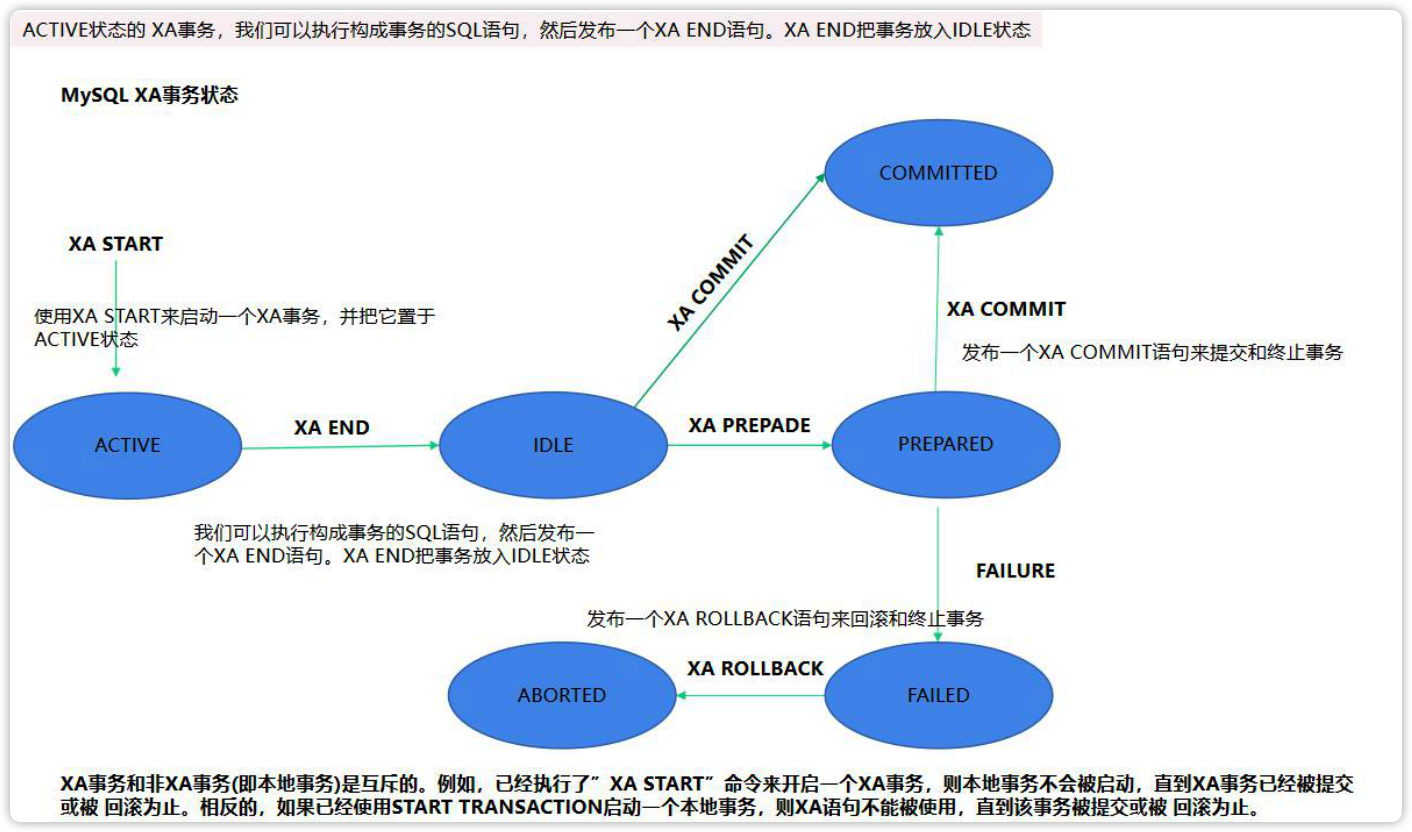 ACTIVE状态的 XA事务，我们可以执行构成事务的SQL语句，然后发布一个XA END语句。XA END把事务放入IDLE状态
MySQL XA事务状态
COMMITTED
XA START
XA COMMIT
XA COMMIT
使用XA START来启动一个XA事务，并把它置于
ACTIVE状态
发布一个XA COMMIT语句来提交和终止事务
ACTIVE
XA END
IDLE
XA PREPADE
PREPARED
我们可以执行构成事务的SQL语句，然后发布一
个XA END语句。XA END把事务放入IDLE状态
FAILURE
发布一个XA ROLLBACK语句来回滚和终止事务
ABORTED
XA ROLLBACK
FAILED
XA事务和非XA事务(即本地事务)是互斥的。例如，已经执行了”XA START”命令来开启一个XA事务，则本地事务不会被启动，直到XA事务已经被提交
或被 回滚为止。相反的，如果已经使用START TRANSACTION启动一个本地事务，则XA语句不能被使用，直到该事务被提交或被 回滚为止。